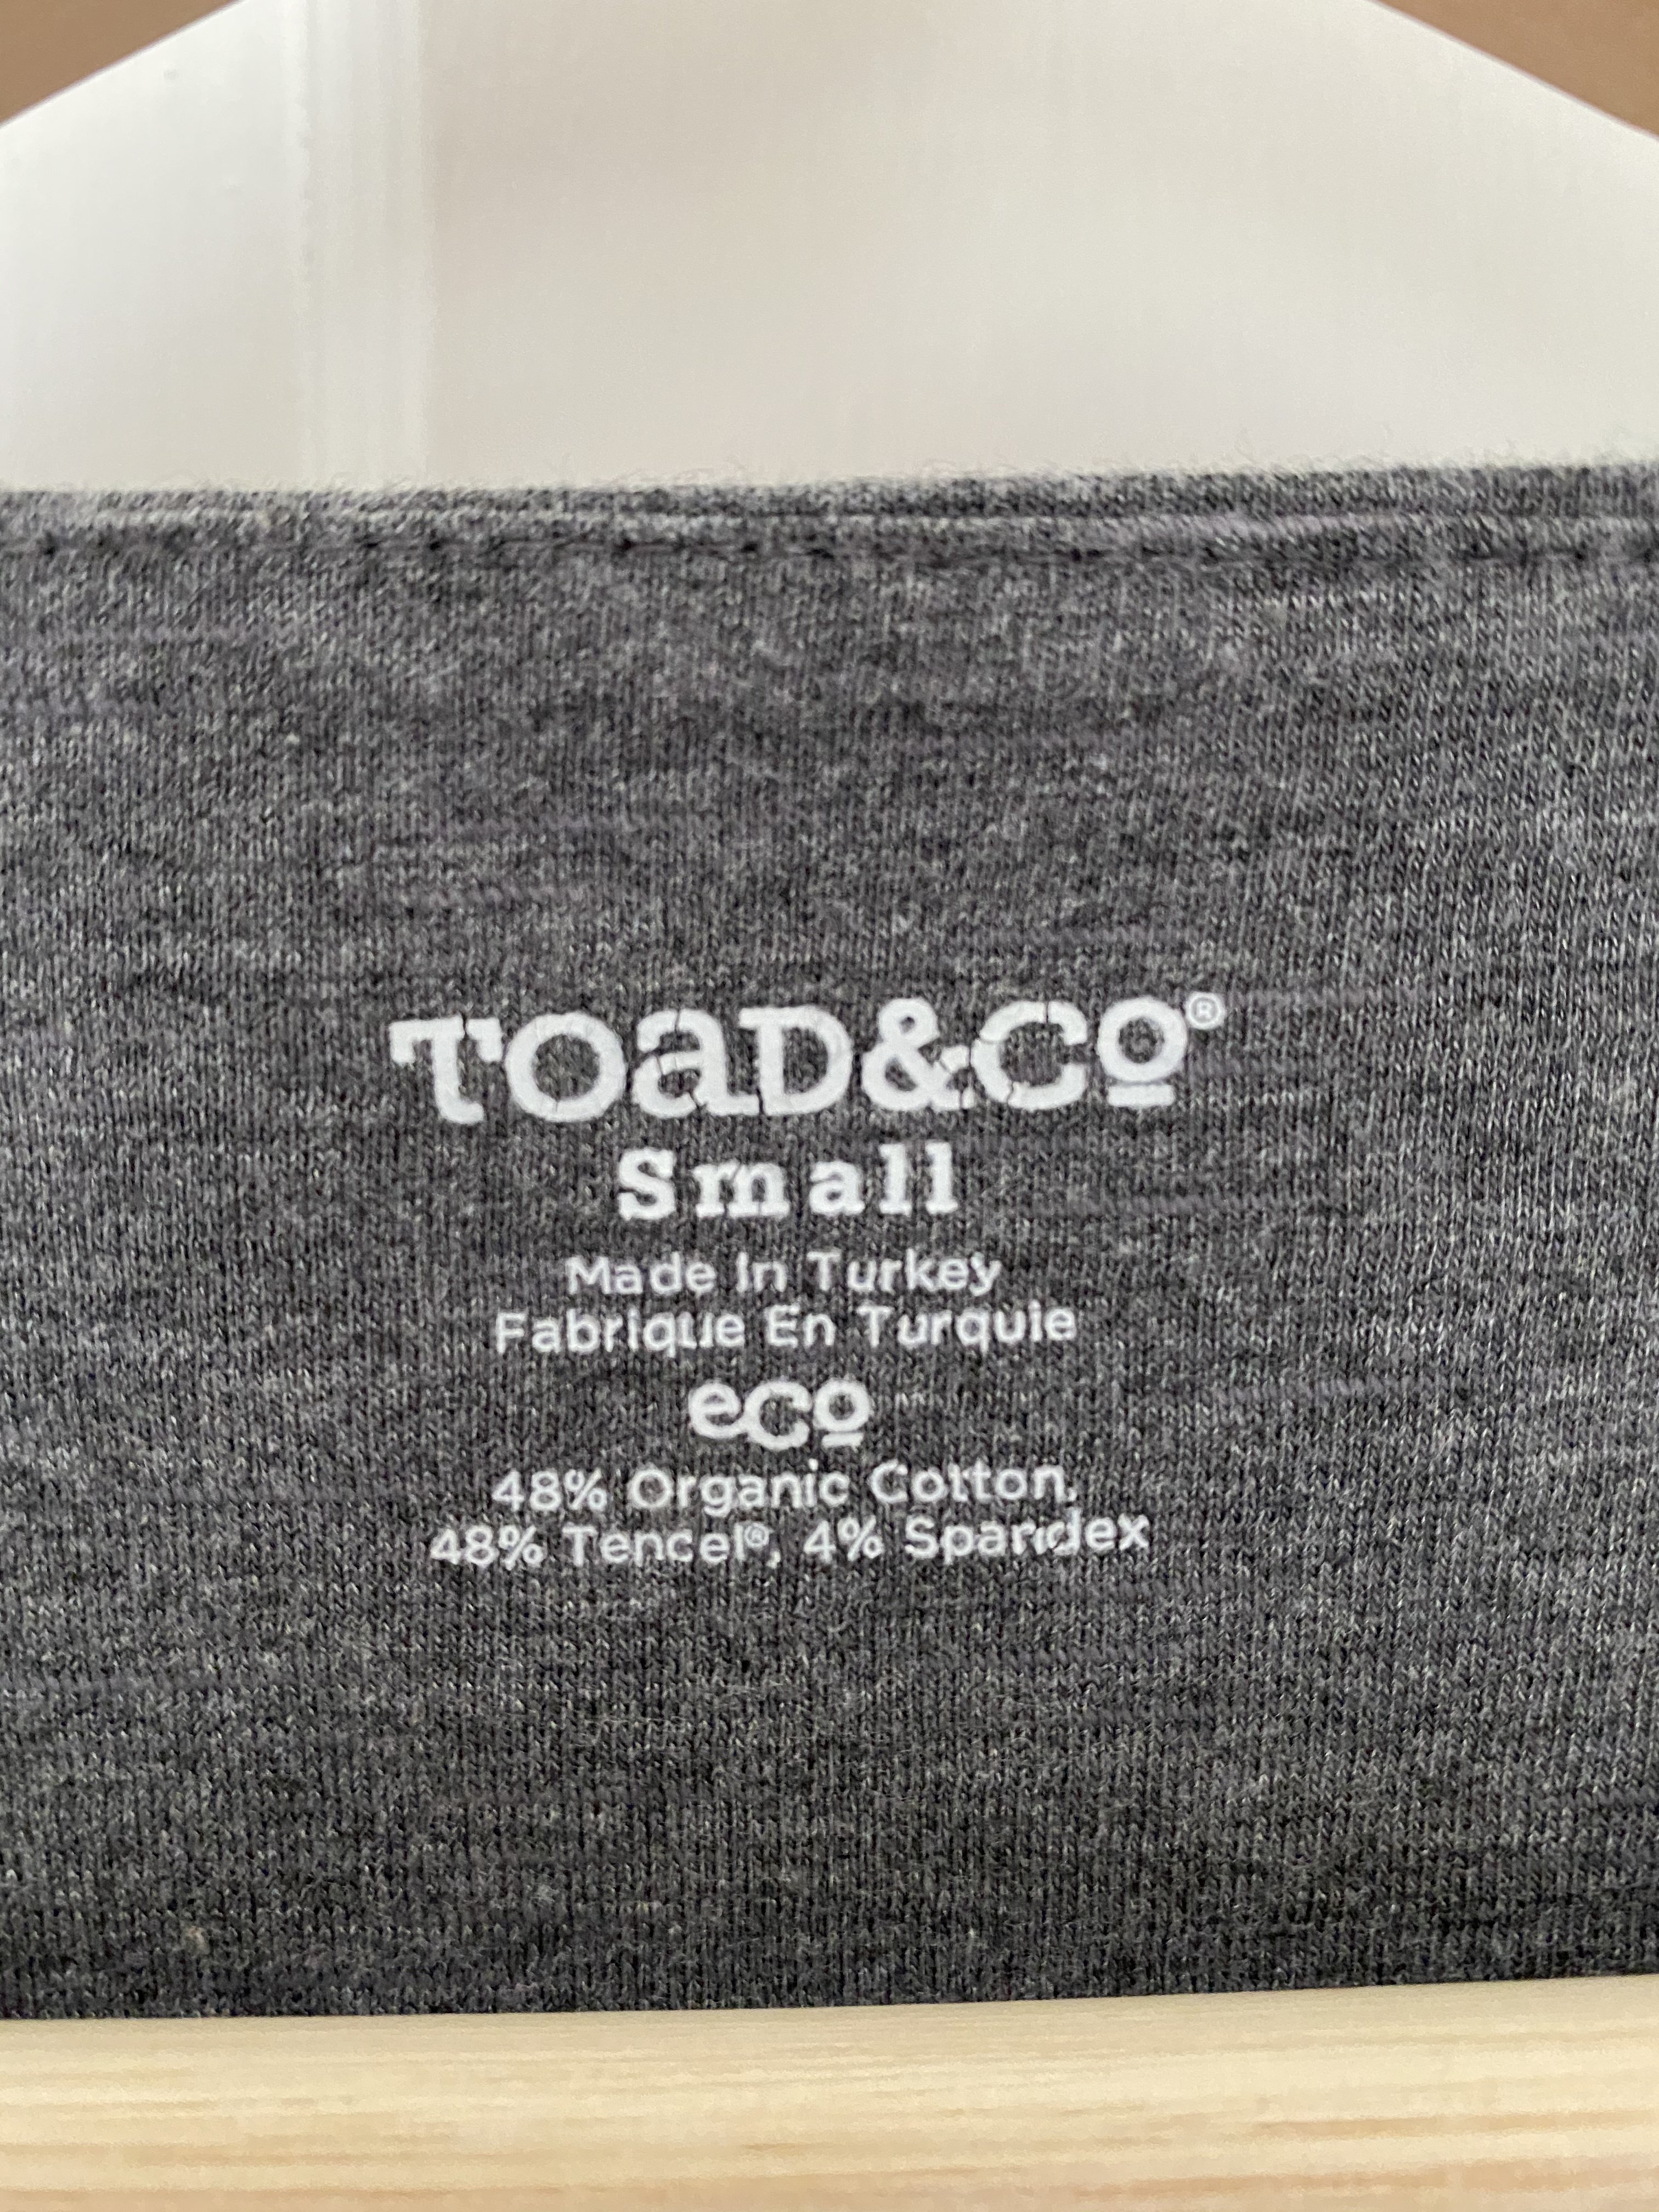 Toad&Co®
Small
Made In Turkey
Fabrique En Turquie
eco
48% Organic Cotton,
48% Tencel®, 4% Spandex